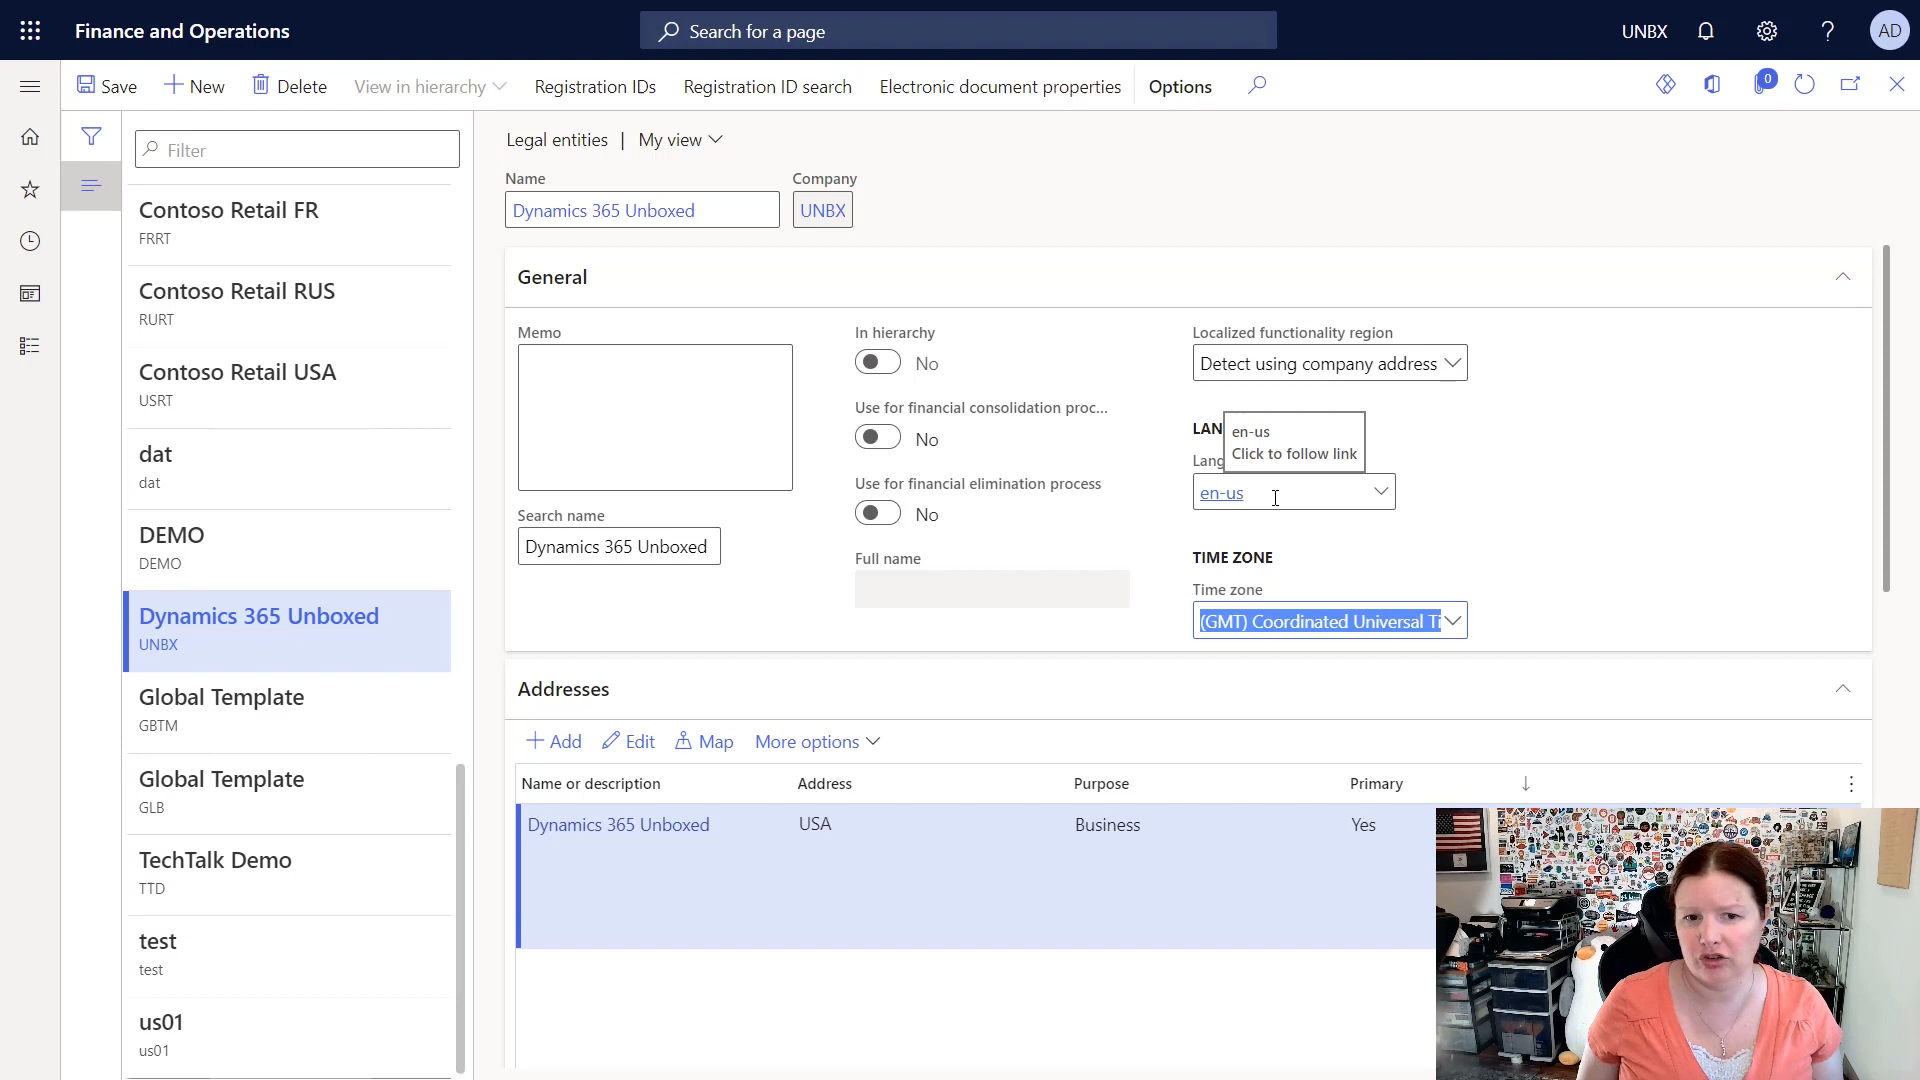 Finance and Operations
Search for a page
UNBX
AD
Save
New
Delete
View in hierarchy
Registration IDs
Registration ID search
Electronic document properties
Options
0
Filter
Contoso Retail FR
FRRT
Contoso Retail RUS
RURT
Contoso Retail USA
USRT
dat
dat
DEMO
DEMO
Dynamics 365 Unboxed
UNBX
Global Template
GBTM
Global Template
GLB
TechTalk Demo
TTD
test
test
us01
us01
Legal entities | My view
Name
Dynamics 365 Unboxed
Company
UNBX
General
Memo
Search name
Dynamics 365 Unboxed
In hierarchy
No
Use for financial consolidation proc...
No
Use for financial elimination process
No
Full name
Localized functionality region
Detect using company address
LAN
en-us
Click to follow link
Lang
en-us
TIME ZONE
Time zone
(GMT) Coordinated Universal Ti
Addresses
Add
Edit
Map
More options
Name or description
Address
Purpose
Primary
Dynamics 365 Unboxed
USA
Business
Yes